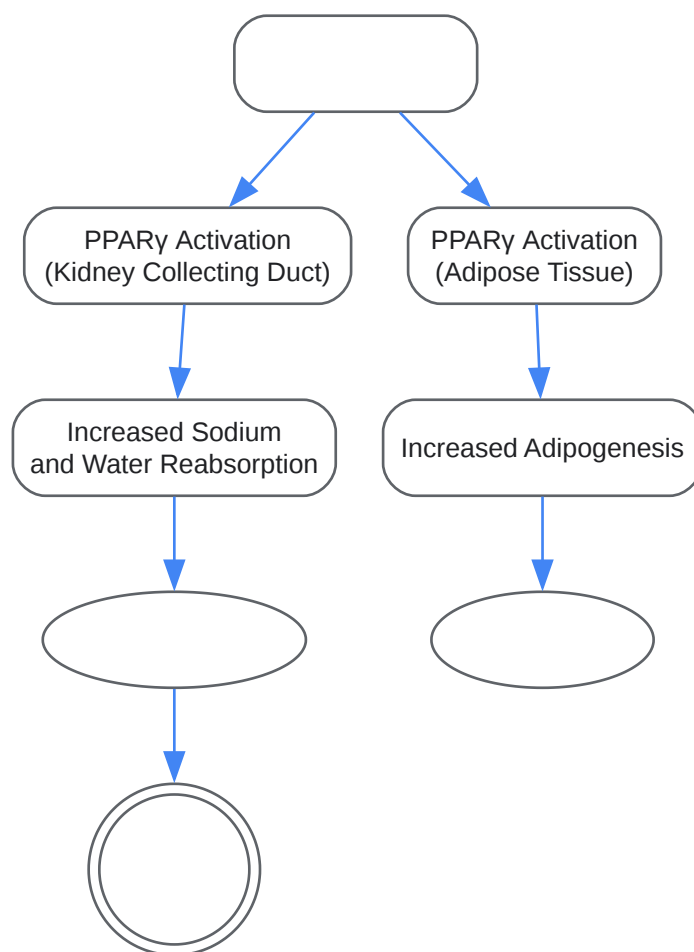 PPARγ Activation
(Kidney Collecting Duct)
PPARγ Activation
(Adipose Tissue)
Increased Sodium
and Water Reabsorption
Increased Adipogenesis